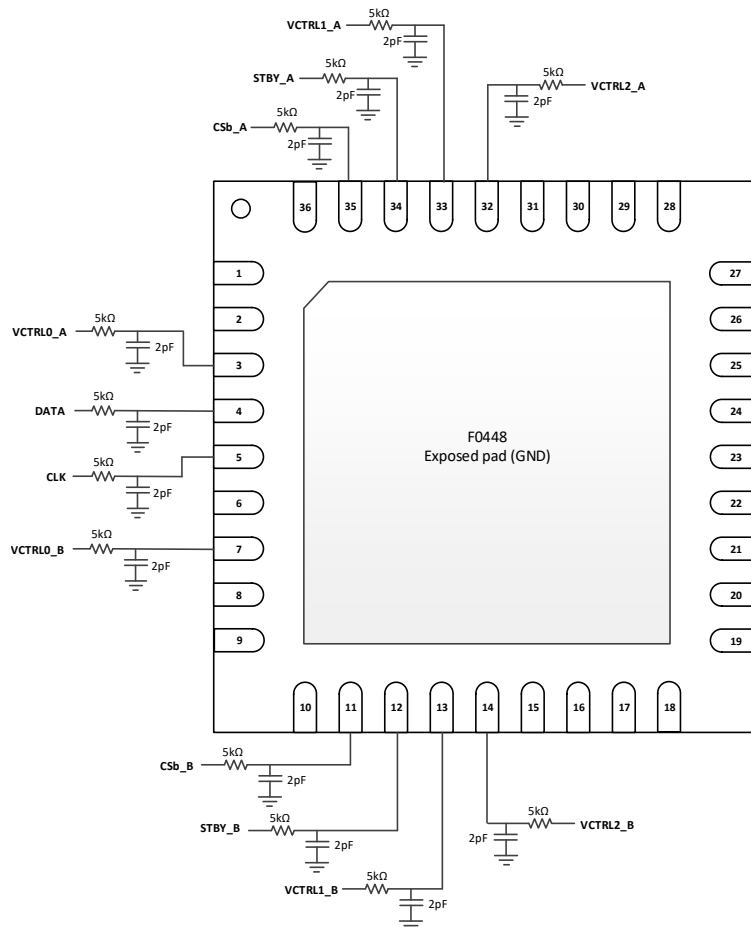 VCTRL1_A
5kΩ
2pF
STBY_A
5kΩ
2pF
5kΩ
VCTRL2_A
2pF
CSb_A
5kΩ
2pF
36
35
34
33
32
31
30
29
28
1
2
3
4
5
6
7
8
9
27
26
25
24
23
22
21
20
19
VCTRL0_A
5kΩ
2pF
DATA
5kΩ
2pF
CLK
5kΩ
2pF
VCTRL0_B
5kΩ
2pF
F0448
Exposed pad (GND)
10
11
12
13
14
15
16
17
18
CSb_B
5kΩ
2pF
STBY_B
5kΩ
2pF
5kΩ
VCTRL2_B
2pF
VCTRL1_B
5kΩ
2pF